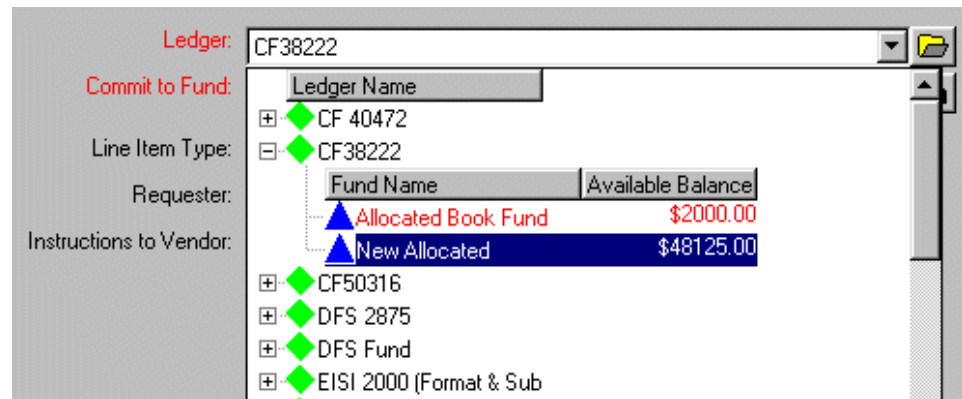 Ledger: CF38222
Commit to Fund: Ledger Name
CF 40472
Line Item Type: CF38222
Requester: Fund Name Available Balance
Allocated Book Fund $2000.00
Instructions to Vendor: New Allocated $48125.00
CF50316
DFS 2875
DFS Fund
EISI 2000 (Format & Sub